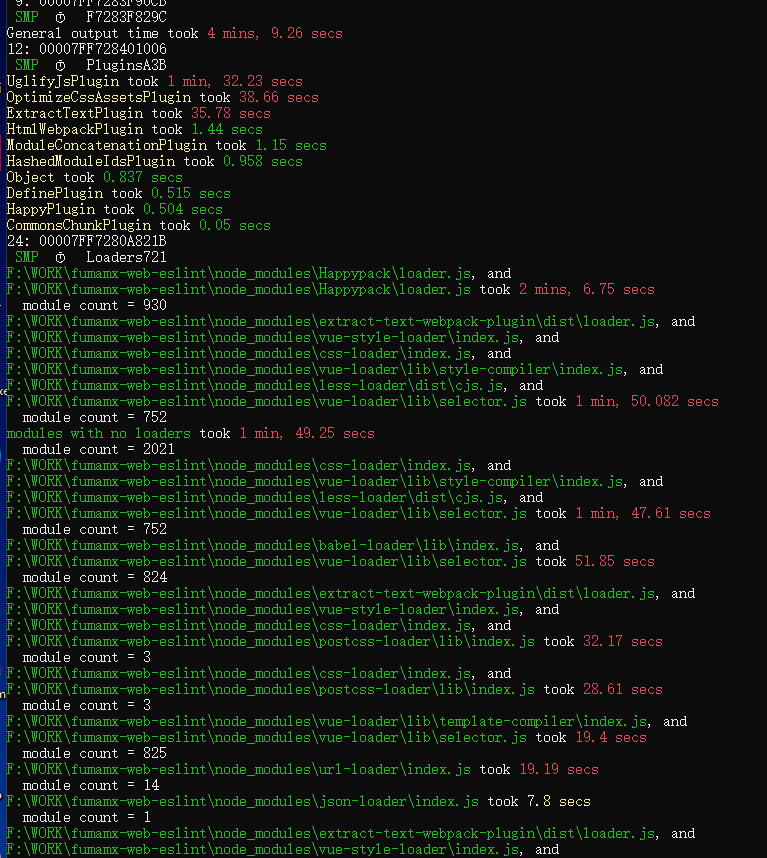 9: 00007FF7283F90CB
SMP ⏱ F7283F829C
General output time took 4 mins, 9.26 secs
12: 00007FF728401006
SMP ⏱ PluginsA3B
UglifyJsPlugin took 1 min, 32.23 secs
OptimizeCssAssetsPlugin took 38.66 secs
ExtractTextPlugin took 35.78 secs
HtmlWebpackPlugin took 1.44 secs
ModuleConcatenationPlugin took 1.15 secs
HashedModuleIdsPlugin took 0.958 secs
Object took 0.837 secs
DefinePlugin took 0.515 secs
HappyPlugin took 0.504 secs
CommonsChunkPlugin took 0.05 secs
24: 00007FF7280A821B
SMP ⏱ Loaders721
F:\WORK\fumamx-web-eslint\node_modules\Happypack\loader.js, and
F:\WORK\fumamx-web-eslint\node_modules\Happypack\loader.js took 2 mins, 6.75 secs
module count = 930
F:\WORK\fumamx-web-eslint\node_modules\extract-text-webpack-plugin\dist\loader.js, and
F:\WORK\fumamx-web-eslint\node_modules\vue-style-loader\index.js, and
F:\WORK\fumamx-web-eslint\node_modules\css-loader\index.js, and
F:\WORK\fumamx-web-eslint\node_modules\vue-loader\lib\style-compiler\index.js, and
F:\WORK\fumamx-web-eslint\node_modules\less-loader\dist\cjs.js, and
F:\WORK\fumamx-web-eslint\node_modules\vue-loader\lib\selector.js took 1 min, 50.082 secs
module count = 752
modules with no loaders took 1 min, 49.25 secs
module count = 2021
F:\WORK\fumamx-web-eslint\node_modules\css-loader\index.js, and
F:\WORK\fumamx-web-eslint\node_modules\vue-loader\lib\style-compiler\index.js, and
F:\WORK\fumamx-web-eslint\node_modules\less-loader\dist\cjs.js, and
F:\WORK\fumamx-web-eslint\node_modules\vue-loader\lib\selector.js took 1 min, 47.61 secs
module count = 752
F:\WORK\fumamx-web-eslint\node_modules\babel-loader\lib\index.js, and
F:\WORK\fumamx-web-eslint\node_modules\vue-loader\lib\selector.js took 51.85 secs
module count = 824
F:\WORK\fumamx-web-eslint\node_modules\extract-text-webpack-plugin\dist\loader.js, and
F:\WORK\fumamx-web-eslint\node_modules\vue-style-loader\index.js, and
F:\WORK\fumamx-web-eslint\node_modules\css-loader\index.js, and
F:\WORK\fumamx-web-eslint\node_modules\postcss-loader\lib\index.js took 32.17 secs
module count = 3
F:\WORK\fumamx-web-eslint\node_modules\css-loader\index.js, and
F:\WORK\fumamx-web-eslint\node_modules\postcss-loader\lib\index.js took 28.61 secs
module count = 3
F:\WORK\fumamx-web-eslint\node_modules\vue-loader\lib\template-compiler\index.js, and
F:\WORK\fumamx-web-eslint\node_modules\vue-loader\lib\selector.js took 19.4 secs
module count = 825
F:\WORK\fumamx-web-eslint\node_modules\url-loader\index.js took 19.19 secs
module count = 14
F:\WORK\fumamx-web-eslint\node_modules\json-loader\index.js took 7.8 secs
module count = 1
F:\WORK\fumamx-web-eslint\node_modules\extract-text-webpack-plugin\dist\loader.js, and
F:\WORK\fumamx-web-eslint\node_modules\vue-style-loader\index.js, and